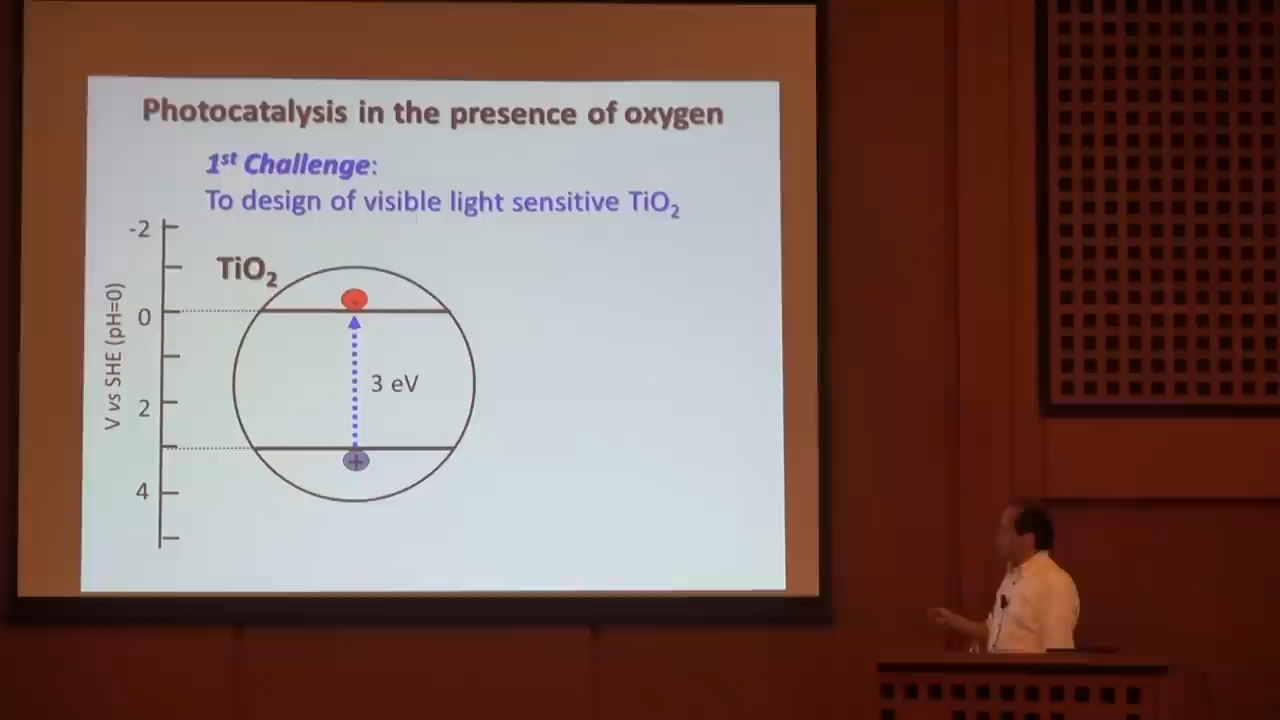 Photocatalysis in the presence of oxygen
1st Challenge:
To design of visible light sensitive TiO2
-2
TiO2
0
V vs SHE (pH=0)
3 eV
2
+
4